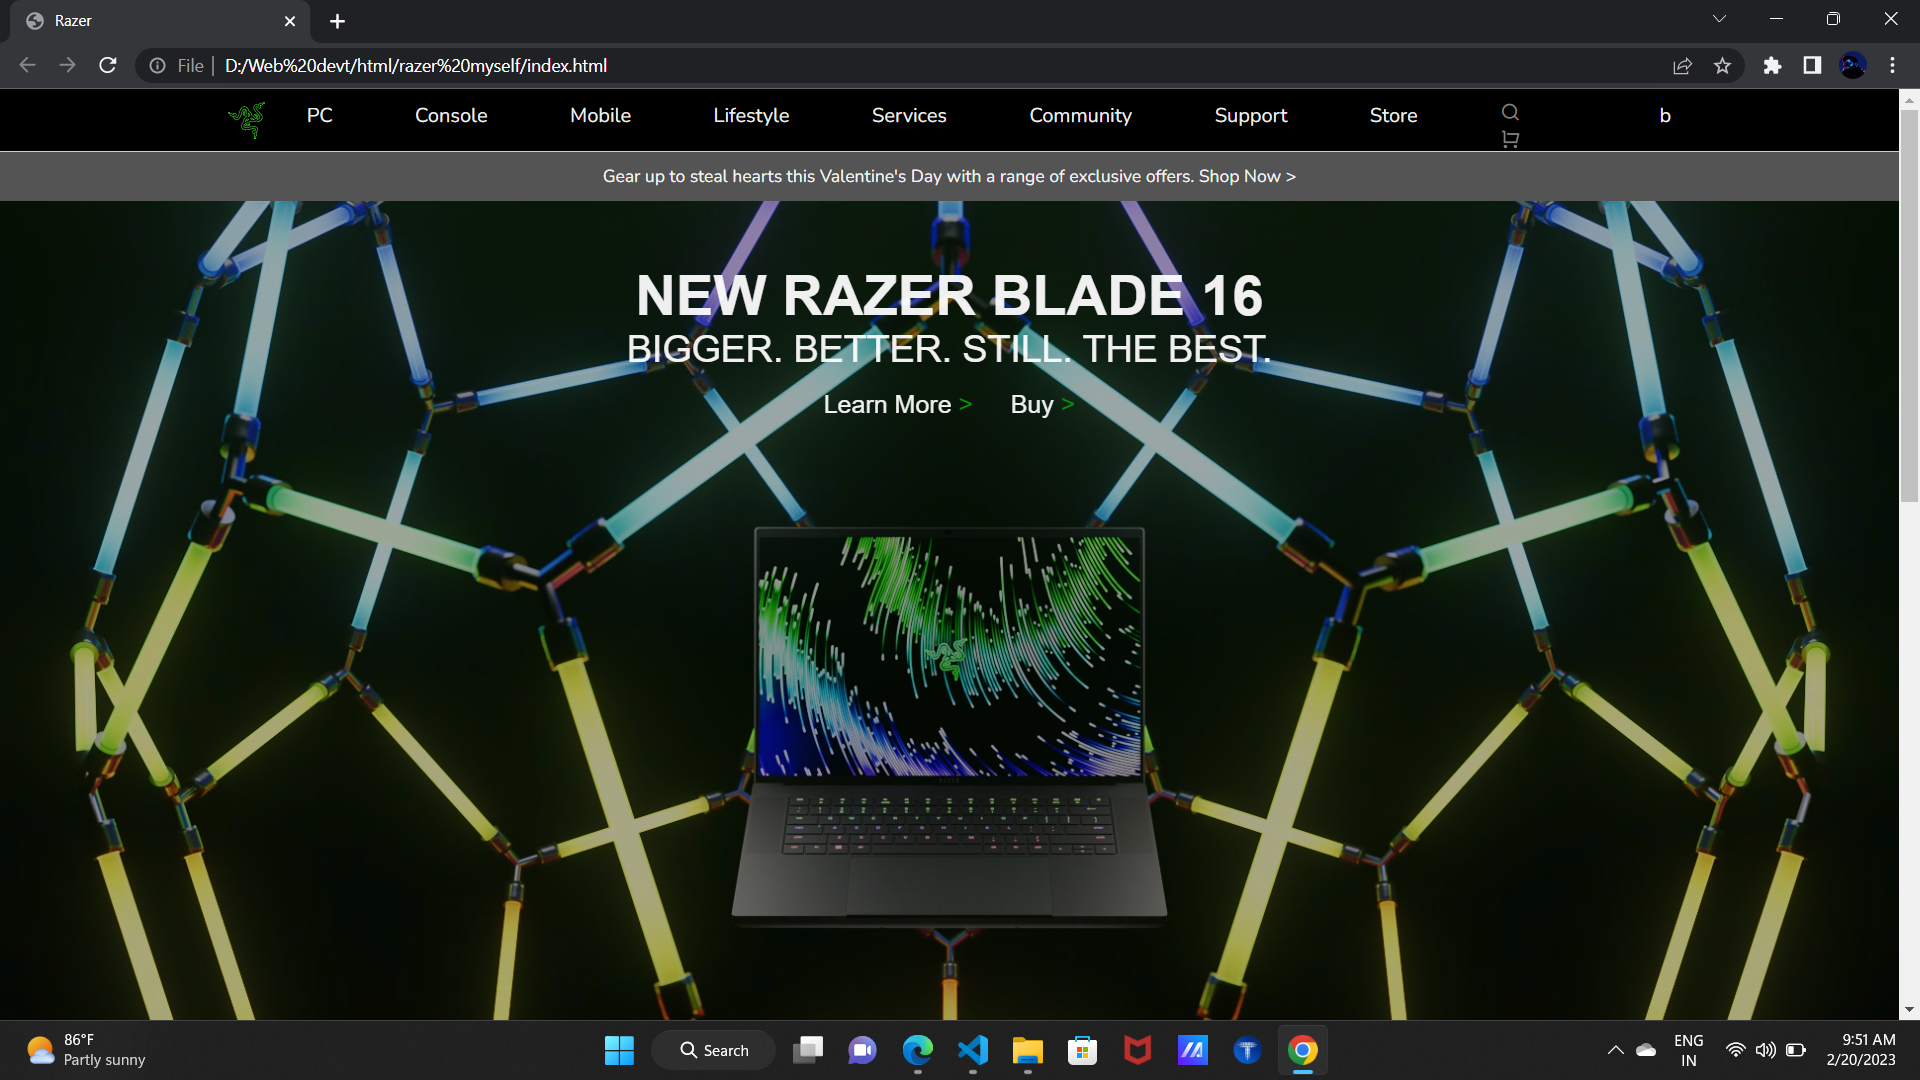 Razer
File
D:/Web%20devt/html/razer%20myself/index.html
PC Console Mobile Lifestyle Services Community Support Store b
Gear up to steal hearts this Valentine's Day with a range of exclusive offers. Shop Now >
NEW RAZER BLADE 16
BIGGER. BETTER. STILL. THE BEST.
Learn More > Buy >
86°F
Partly sunny
Search
ENG
IN
9:51 AM
2/20/2023